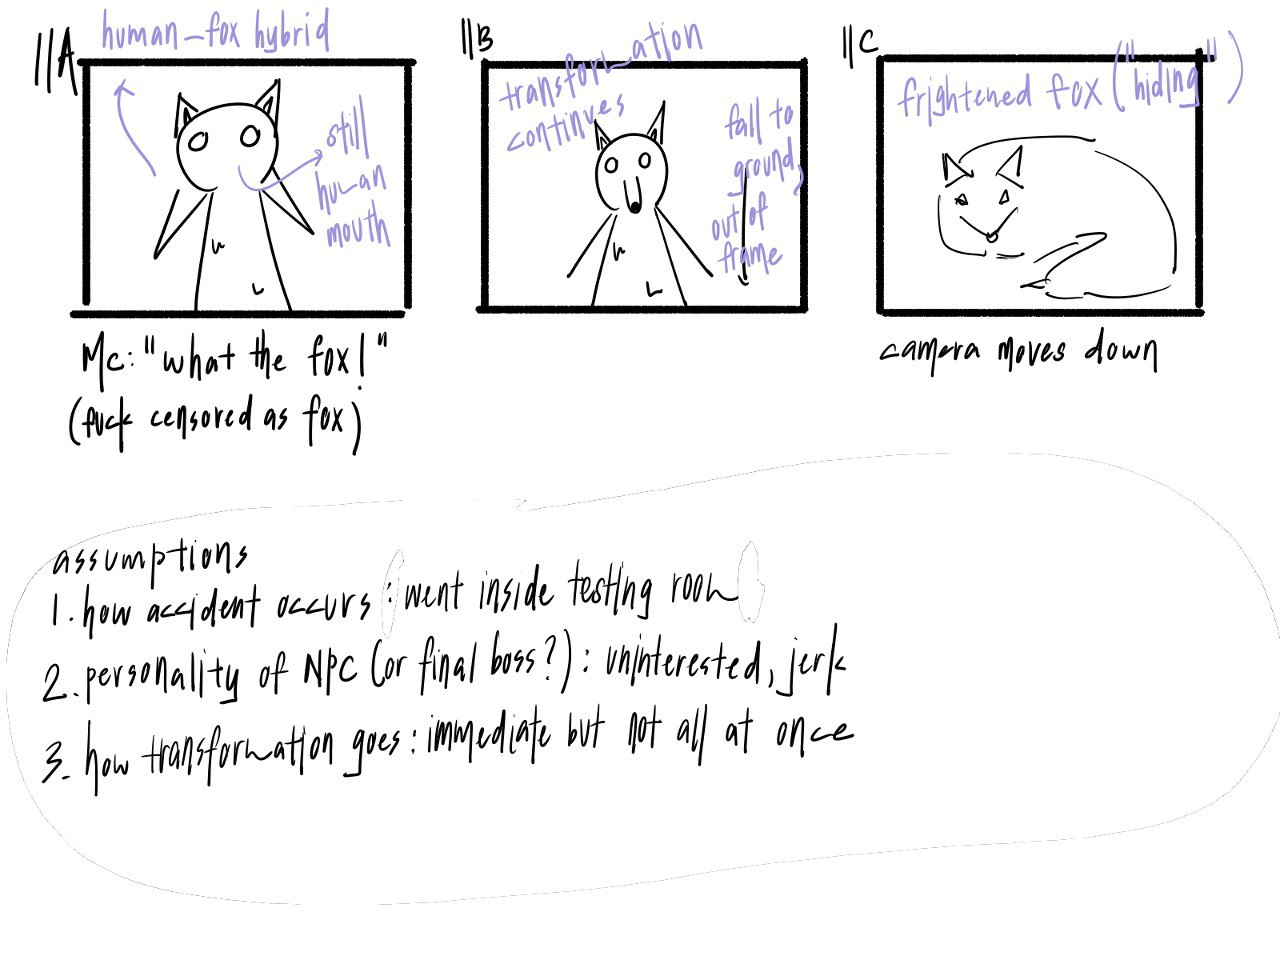 11A
human-fox hybrid
still
human
mouth
Mc: "what the fox!"
(fuck censored as fox)
11B
transformation
continues
fall to
ground,
out of
frame
11C
frightened fox ("hiding")
camera moves down
assumptions
1. how accident occurs : went inside testing room
2. personality of NPC (or final boss?) : uninterested, jerk
3. how transformation goes : immediate but not all at once